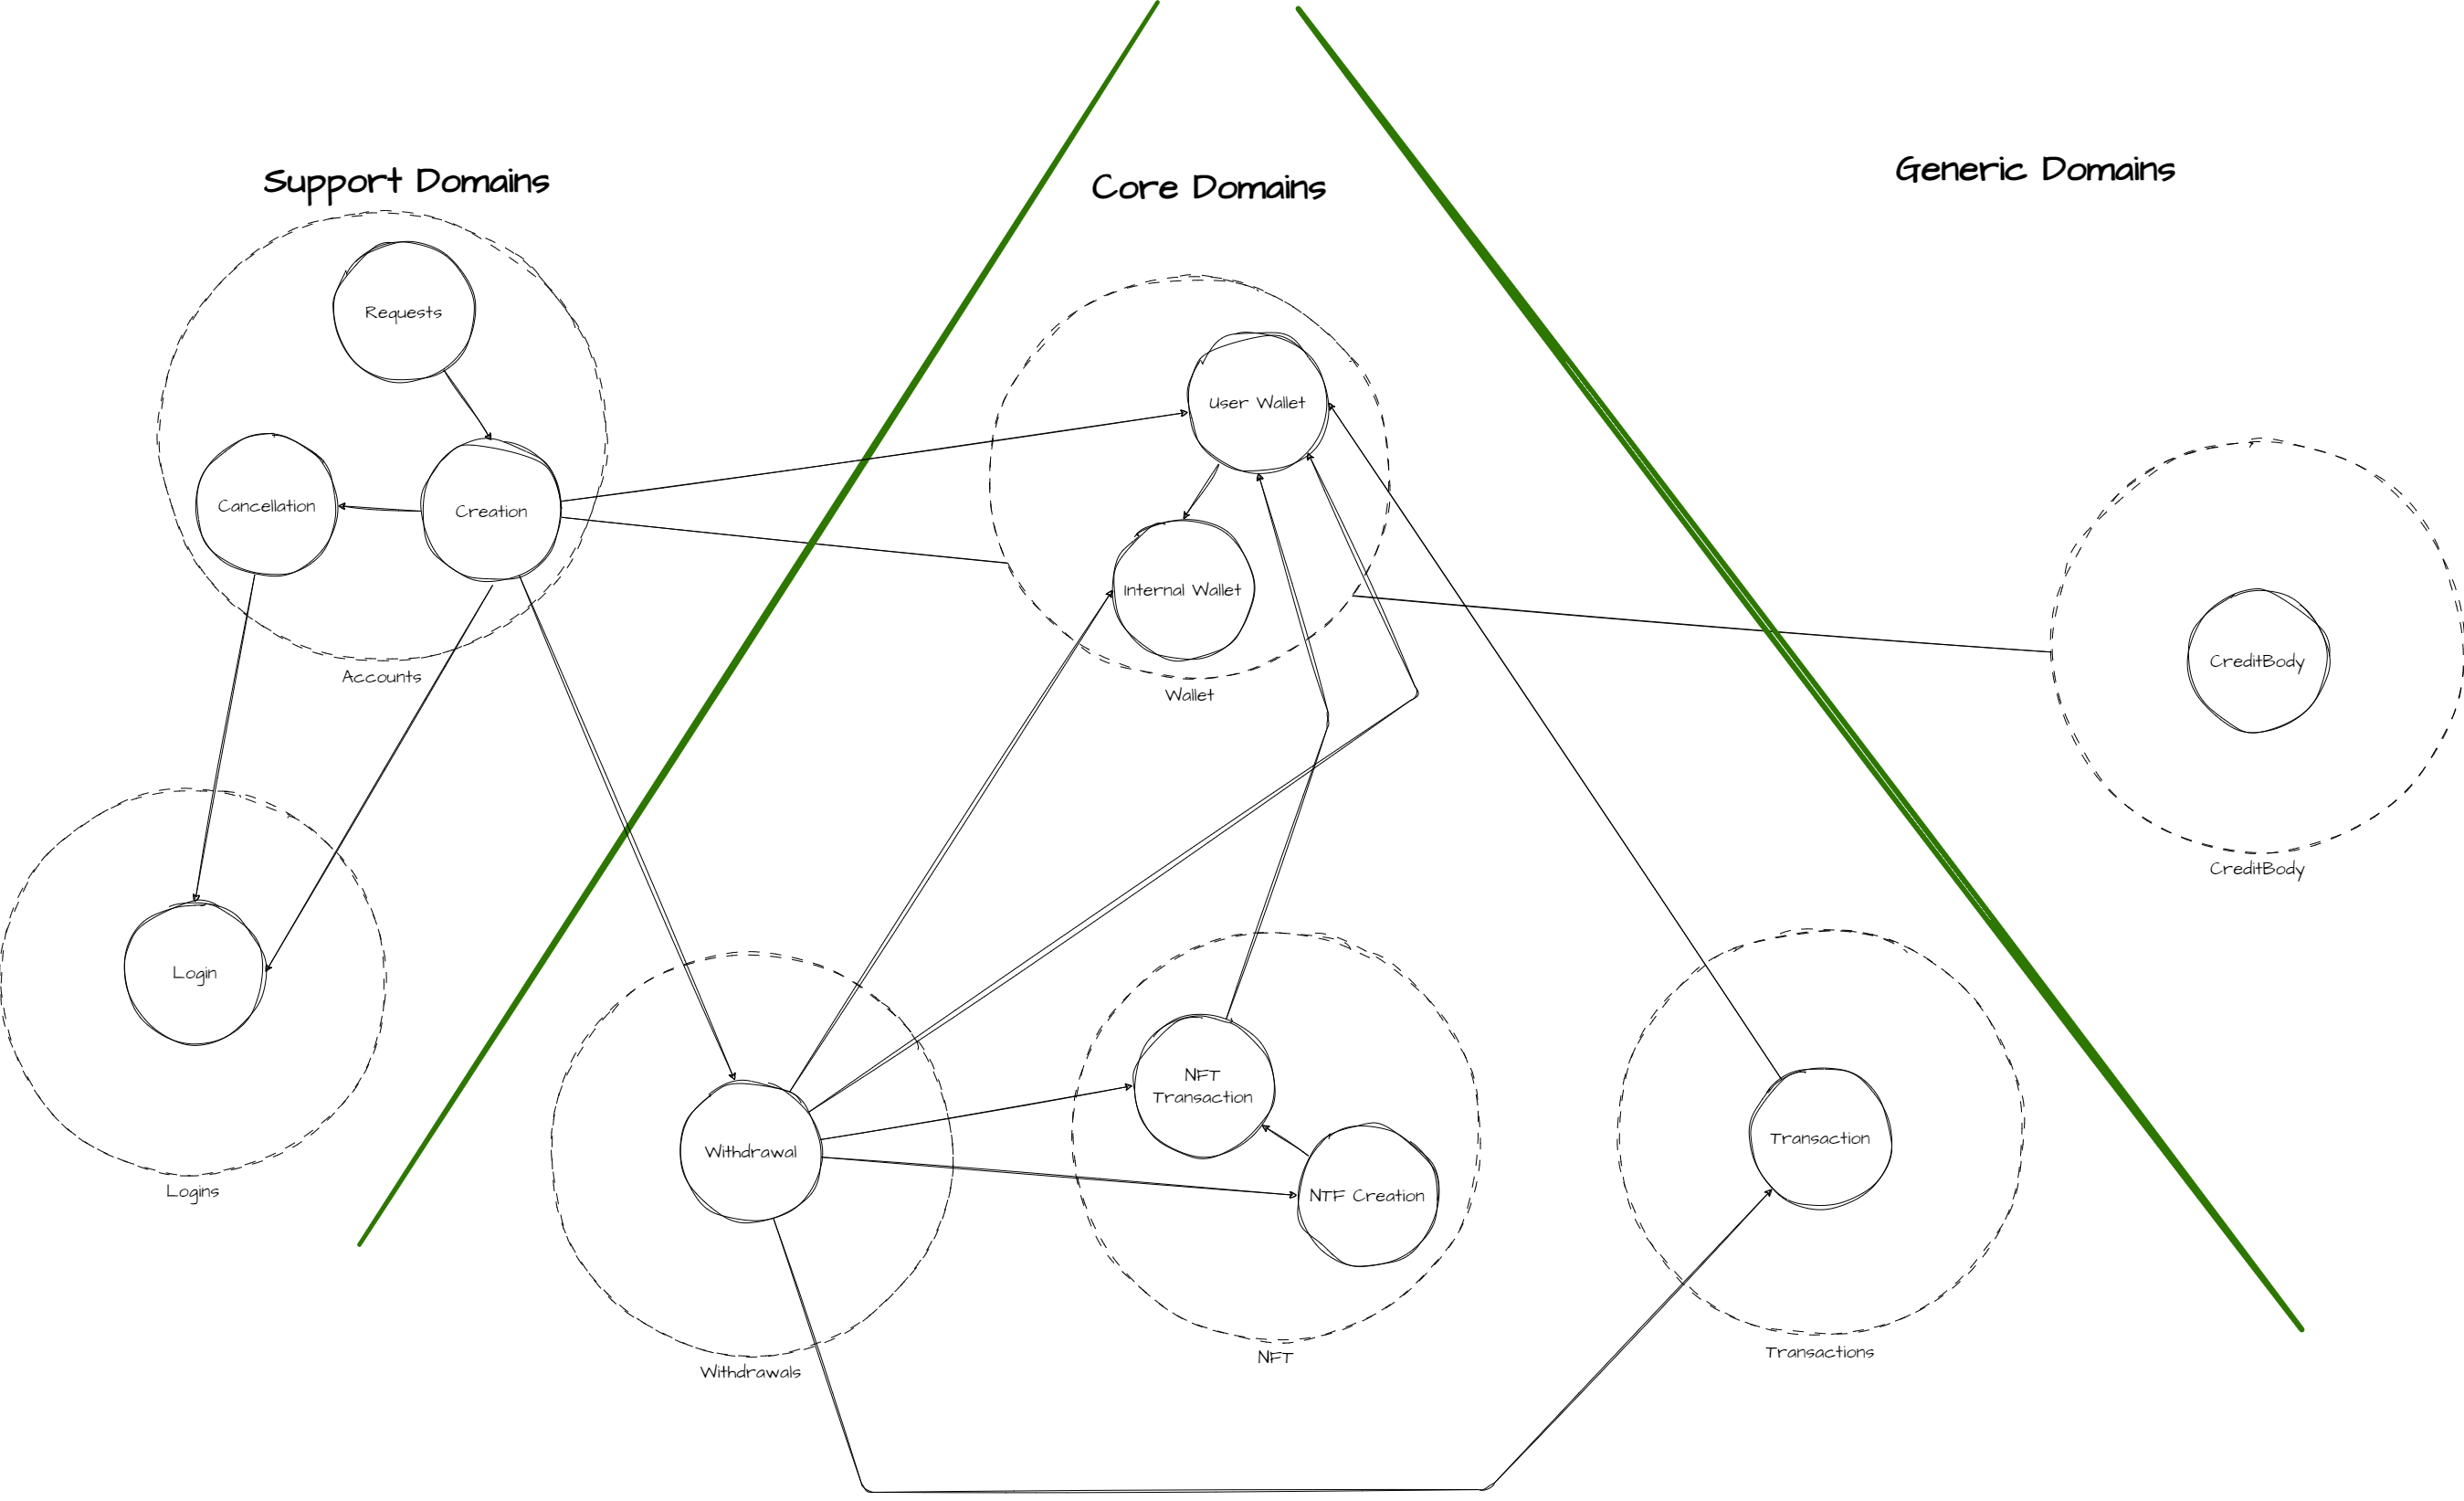 Support Domains
Core Domains
Generic Domains
Requests
User Wallet
Cancellation
Creation
Internal Wallet
Accounts
Wallet
CreditBody
CreditBody
Login
Logins
NFT
Transaction
Withdrawal
NTF Creation
Transaction
Withdrawals
NFT
Transactions